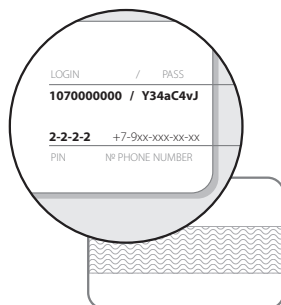 LOGIN / PASS
1070000000 / Y34aC4vJ
2-2-2-2 +7-9xx-xxx-xx-xx
PIN № PHONE NUMBER